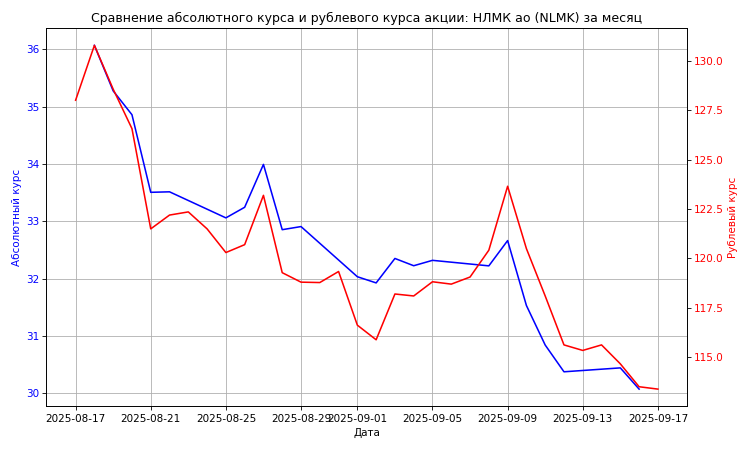 Сравнение абсолютного курса и рублевого курса акции: НЛМК ао (NLMK) за месяц
36
35
34
33
32
31
30
Абсолютный курс
130.0
127.5
125.0
122.5
120.0
117.5
115.0
Рублевый курс
2025-08-17 2025-08-21 2025-08-25 2025-08-29 2025-09-01 2025-09-05 2025-09-09 2025-09-13 2025-09-17
Дата